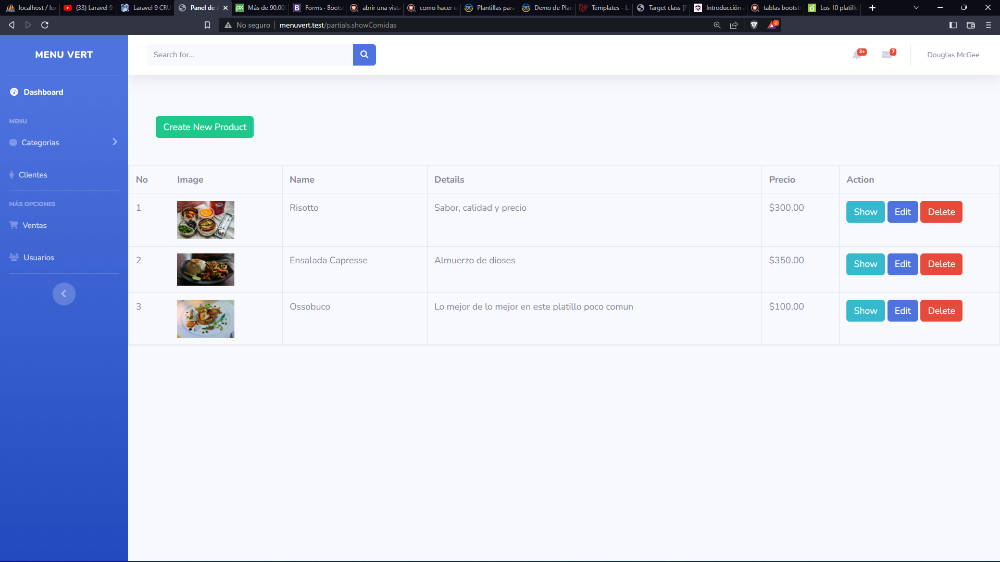 localhost / loc
(33) Laravel 9
Laravel 9 CRU
Panel de A
Más de 90.000
Forms · Boots
abrir una vista
como hacer c
Plantillas para
Demo de Plan
Templates - L
Target class [P
Introducción
tablas bootst
Los 10 platillo
No seguro
menuvert.test/partials.showComidas
2
MENU VERT
Search for...
3+
7
Douglas McGee
Dashboard
MENU
Categorias
Clientes
MÁS OPCIONES
Ventas
Usuarios
Create New Product
No Image Name Details Precio Action
1 Risotto Sabor, calidad y precio $300.00 Show Edit Delete
2 Ensalada Capresse Almuerzo de dioses $350.00 Show Edit Delete
3 Ossobuco Lo mejor de lo mejor en este platillo poco comun $100.00 Show Edit Delete